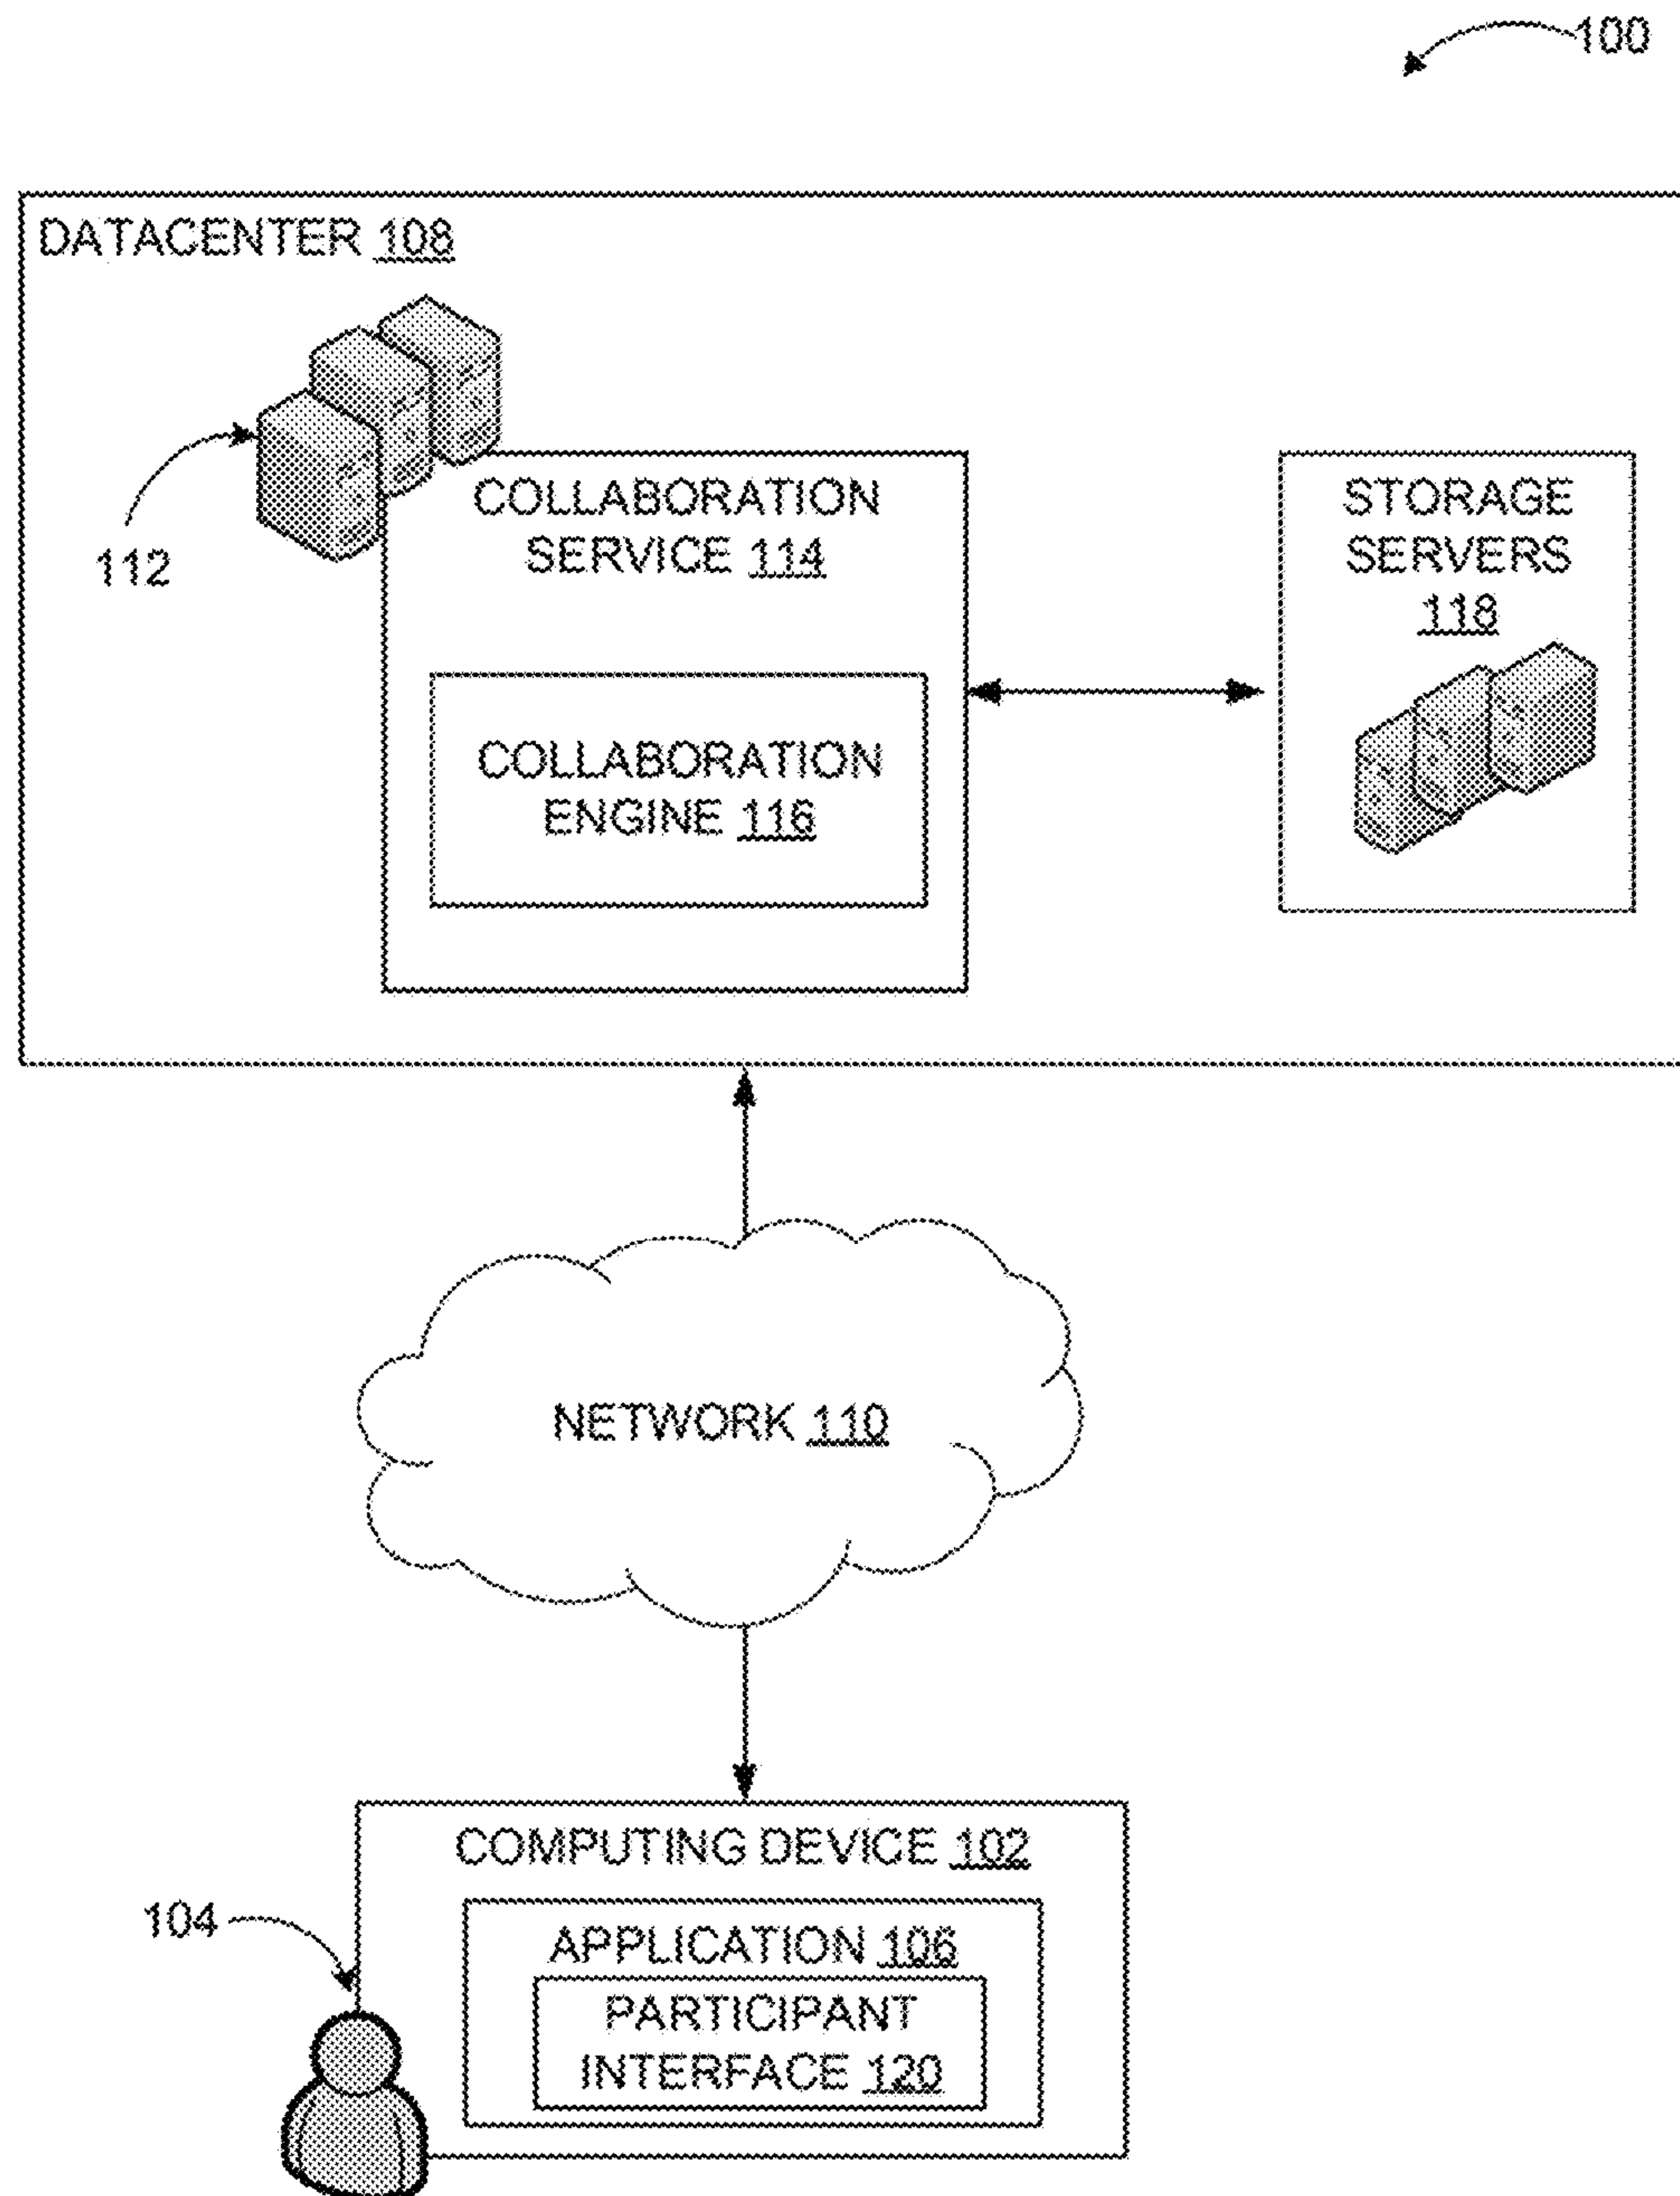 100
DATACENTER 108
112
COLLABORATION
SERVICE 114
COLLABORATION
ENGINE 116
STORAGE
SERVERS
118
NETWORK 110
COMPUTING DEVICE 102
104
APPLICATION 106
PARTICIPANT
INTERFACE 120